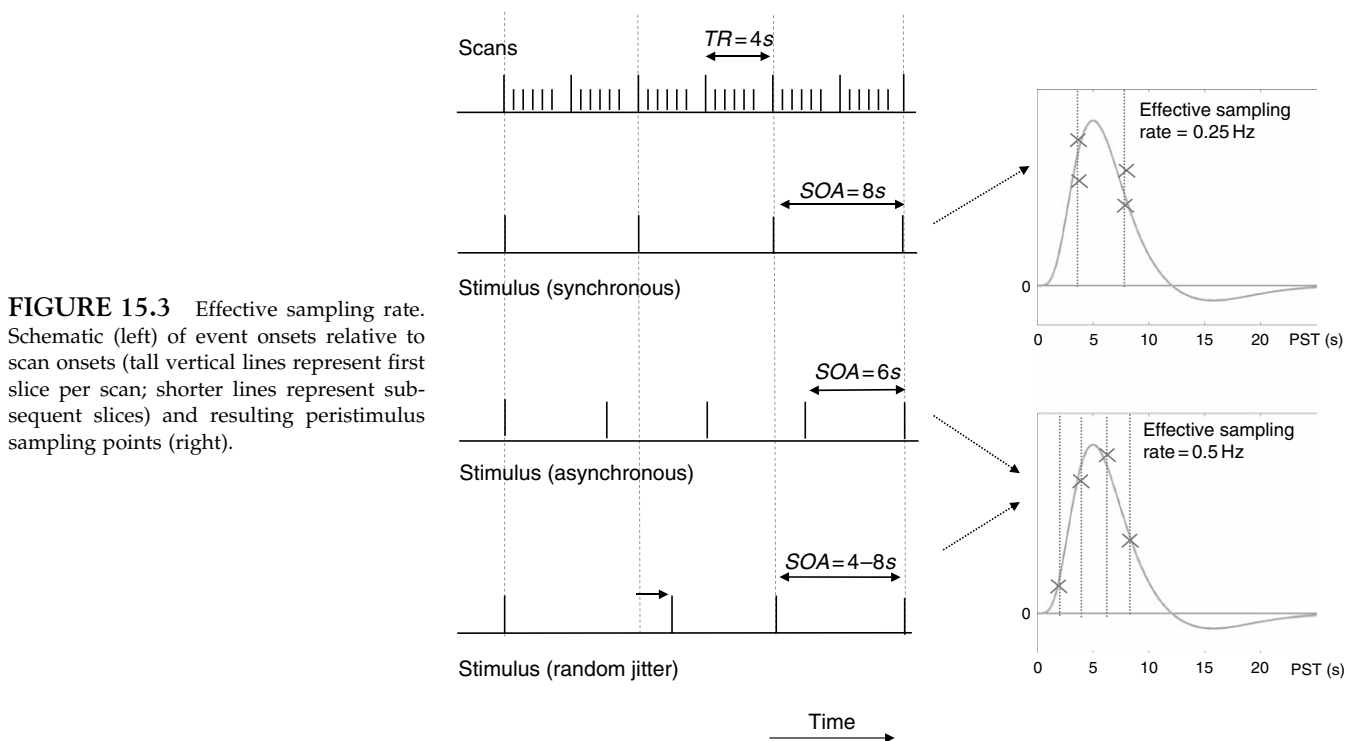 FIGURE 15.3 Effective sampling rate.
Schematic (left) of event onsets relative to
scan onsets (tall vertical lines represent first
slice per scan; shorter lines represent sub-
sequent slices) and resulting peristimulus
sampling points (right).
Scans
TR = 4s
SOA = 8s
Stimulus (synchronous)
SOA = 6s
Stimulus (asynchronous)
SOA = 4–8s
Stimulus (random jitter)
Time
Effective sampling
rate = 0.25 Hz
0
0 5 10 15 20 PST (s)
Effective sampling
rate = 0.5 Hz
0
0 5 10 15 20 PST (s)